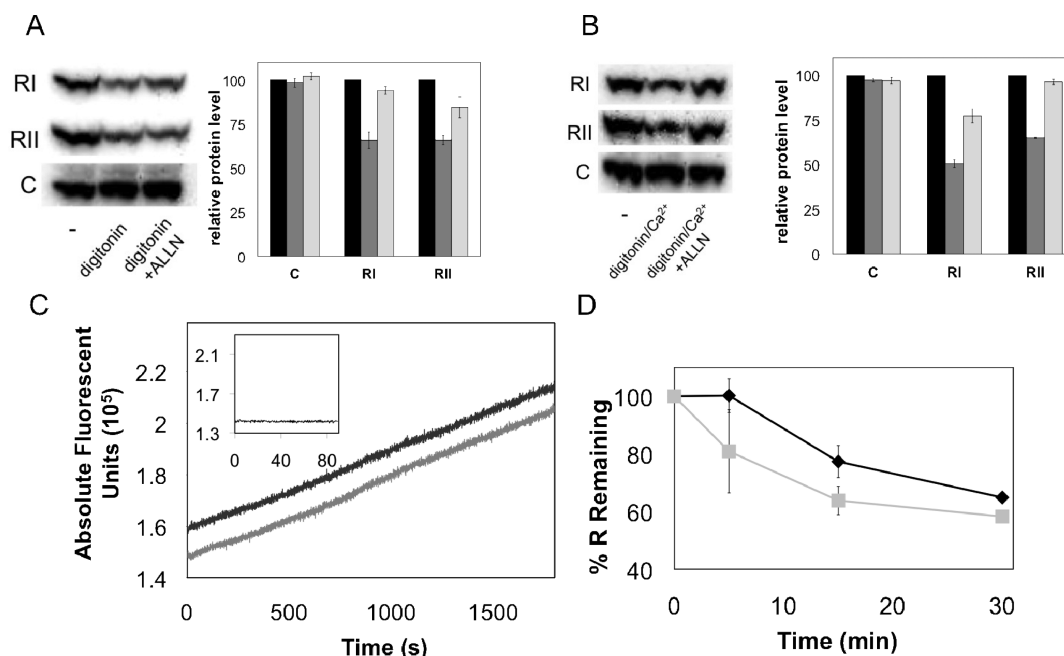 A
RI
RII
C
-
digitonin
digitonin
+ALLN
relative protein level
100
75
50
25
0
C RI RII
B
RI
RII
C
-
digitonin/Ca²⁺
digitonin/Ca²⁺
+ALLN
relative protein level
100
75
50
25
0
C RI RII
C
Absolute Fluorescent
Units (10⁵)
2.2
2
1.8
1.6
1.4
2.1
1.7
1.3
0 40 80
0 500 1000 1500
Time (s)
D
% R Remaining
100
80
60
40
0 10 20 30
Time (min)